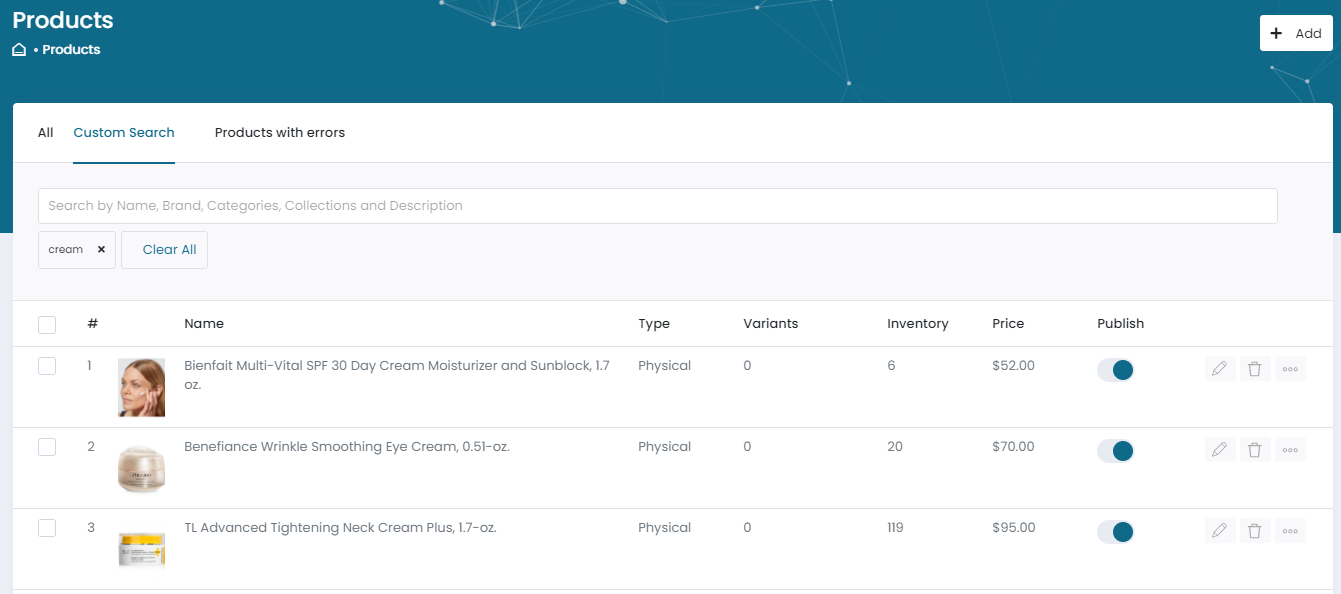 Products
• Products
+ Add
All Custom Search Products with errors
Search by Name, Brand, Categories, Collections and Description
cream × Clear All
# Name Type Variants Inventory Price Publish
1 Bienfait Multi-Vital SPF 30 Day Cream Moisturizer and Sunblock, 1.7 Physical 0 6 $52.00
oz.
2 Benefiance Wrinkle Smoothing Eye Cream, 0.51-oz. Physical 0 20 $70.00
3 TL Advanced Tightening Neck Cream Plus, 1.7-oz. Physical 0 119 $95.00